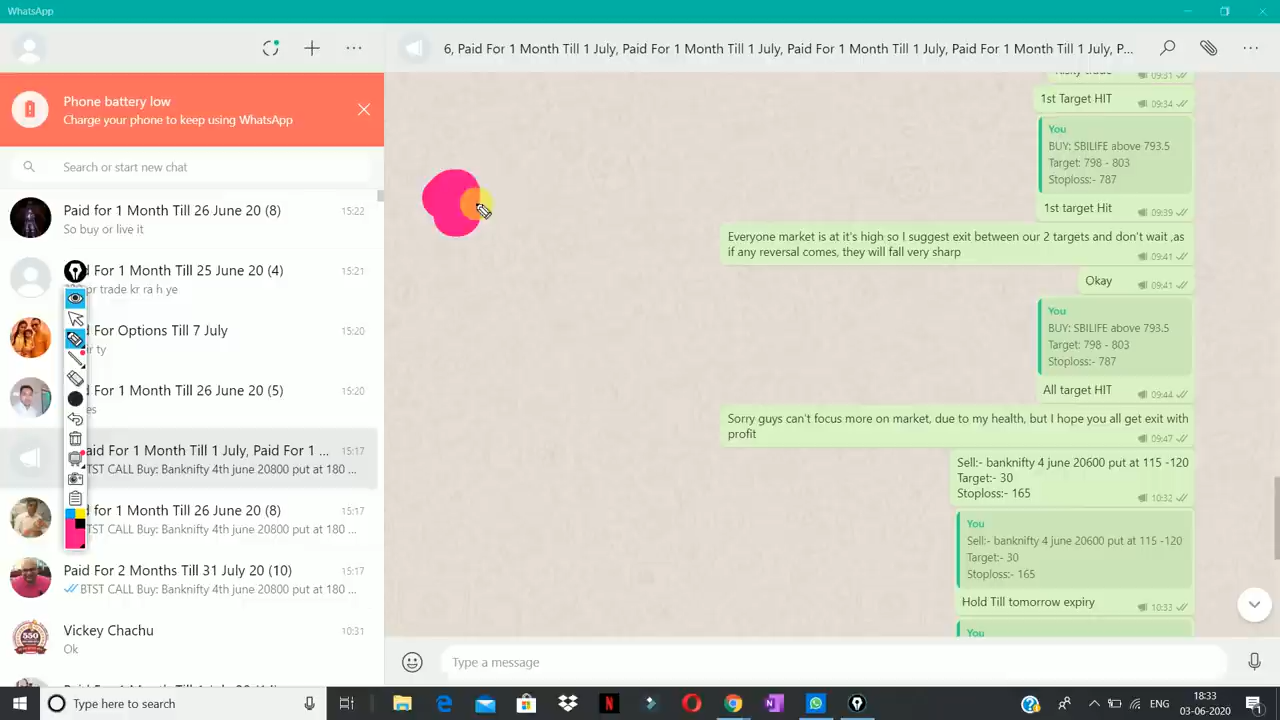 WhatsApp
Phone battery low
Charge your phone to keep using WhatsApp
Search or start new chat
Paid for 1 Month Till 26 June 20 (8)
15:22
So buy or live it
d For 1 Month Till 25 June 20 (4)
15:21
pr trade kr ra h ye
d For Options Till 7 July
15:20
ir ty
d For 1 Month Till 26 June 20 (5)
15:20
es
aid For 1 Month Till 1 July, Paid For 1 ...
15:17
BTST CALL Buy: Banknifty 4th june 20800 put at 180 ...
d for 1 Month Till 26 June 20 (8)
15:17
TST CALL Buy: Banknifty 4th june 20800 put at 180 ...
Paid For 2 Months Till 31 July 20 (10)
15:17
BTST CALL Buy: Banknifty 4th june 20800 put at 180 ...
Vickey Chachu
10:31
Ok
6, Paid For 1 Month Till 1 July, Paid For 1 Month Till 1 July, Paid For 1 Month Till 1 July, Paid For 1 Month Till 1 July, P...
Risky trade
09:31
1st Target HIT
09:34
You
BUY: SBILIFE above 793.5
Target: 798 - 803
Stoploss:- 787
1st target Hit
09:39
Everyone market is at it's high so I suggest exit between our 2 targets and don't wait ,as
if any reversal comes, they will fall very sharp
09:41
Okay
09:41
You
BUY: SBILIFE above 793.5
Target: 798 - 803
Stoploss:- 787
All target HIT
09:44
Sorry guys can't focus more on market, due to my health, but I hope you all get exit with
profit
09:47
Sell:- banknifty 4 june 20600 put at 115 -120
Target:- 30
Stoploss:- 165
10:32
You
Sell:- banknifty 4 june 20600 put at 115 -120
Target:- 30
Stoploss:- 165
Hold Till tomorrow expiry
10:33
You
Type a message
Type here to search
ENG
18:33
03-06-2020